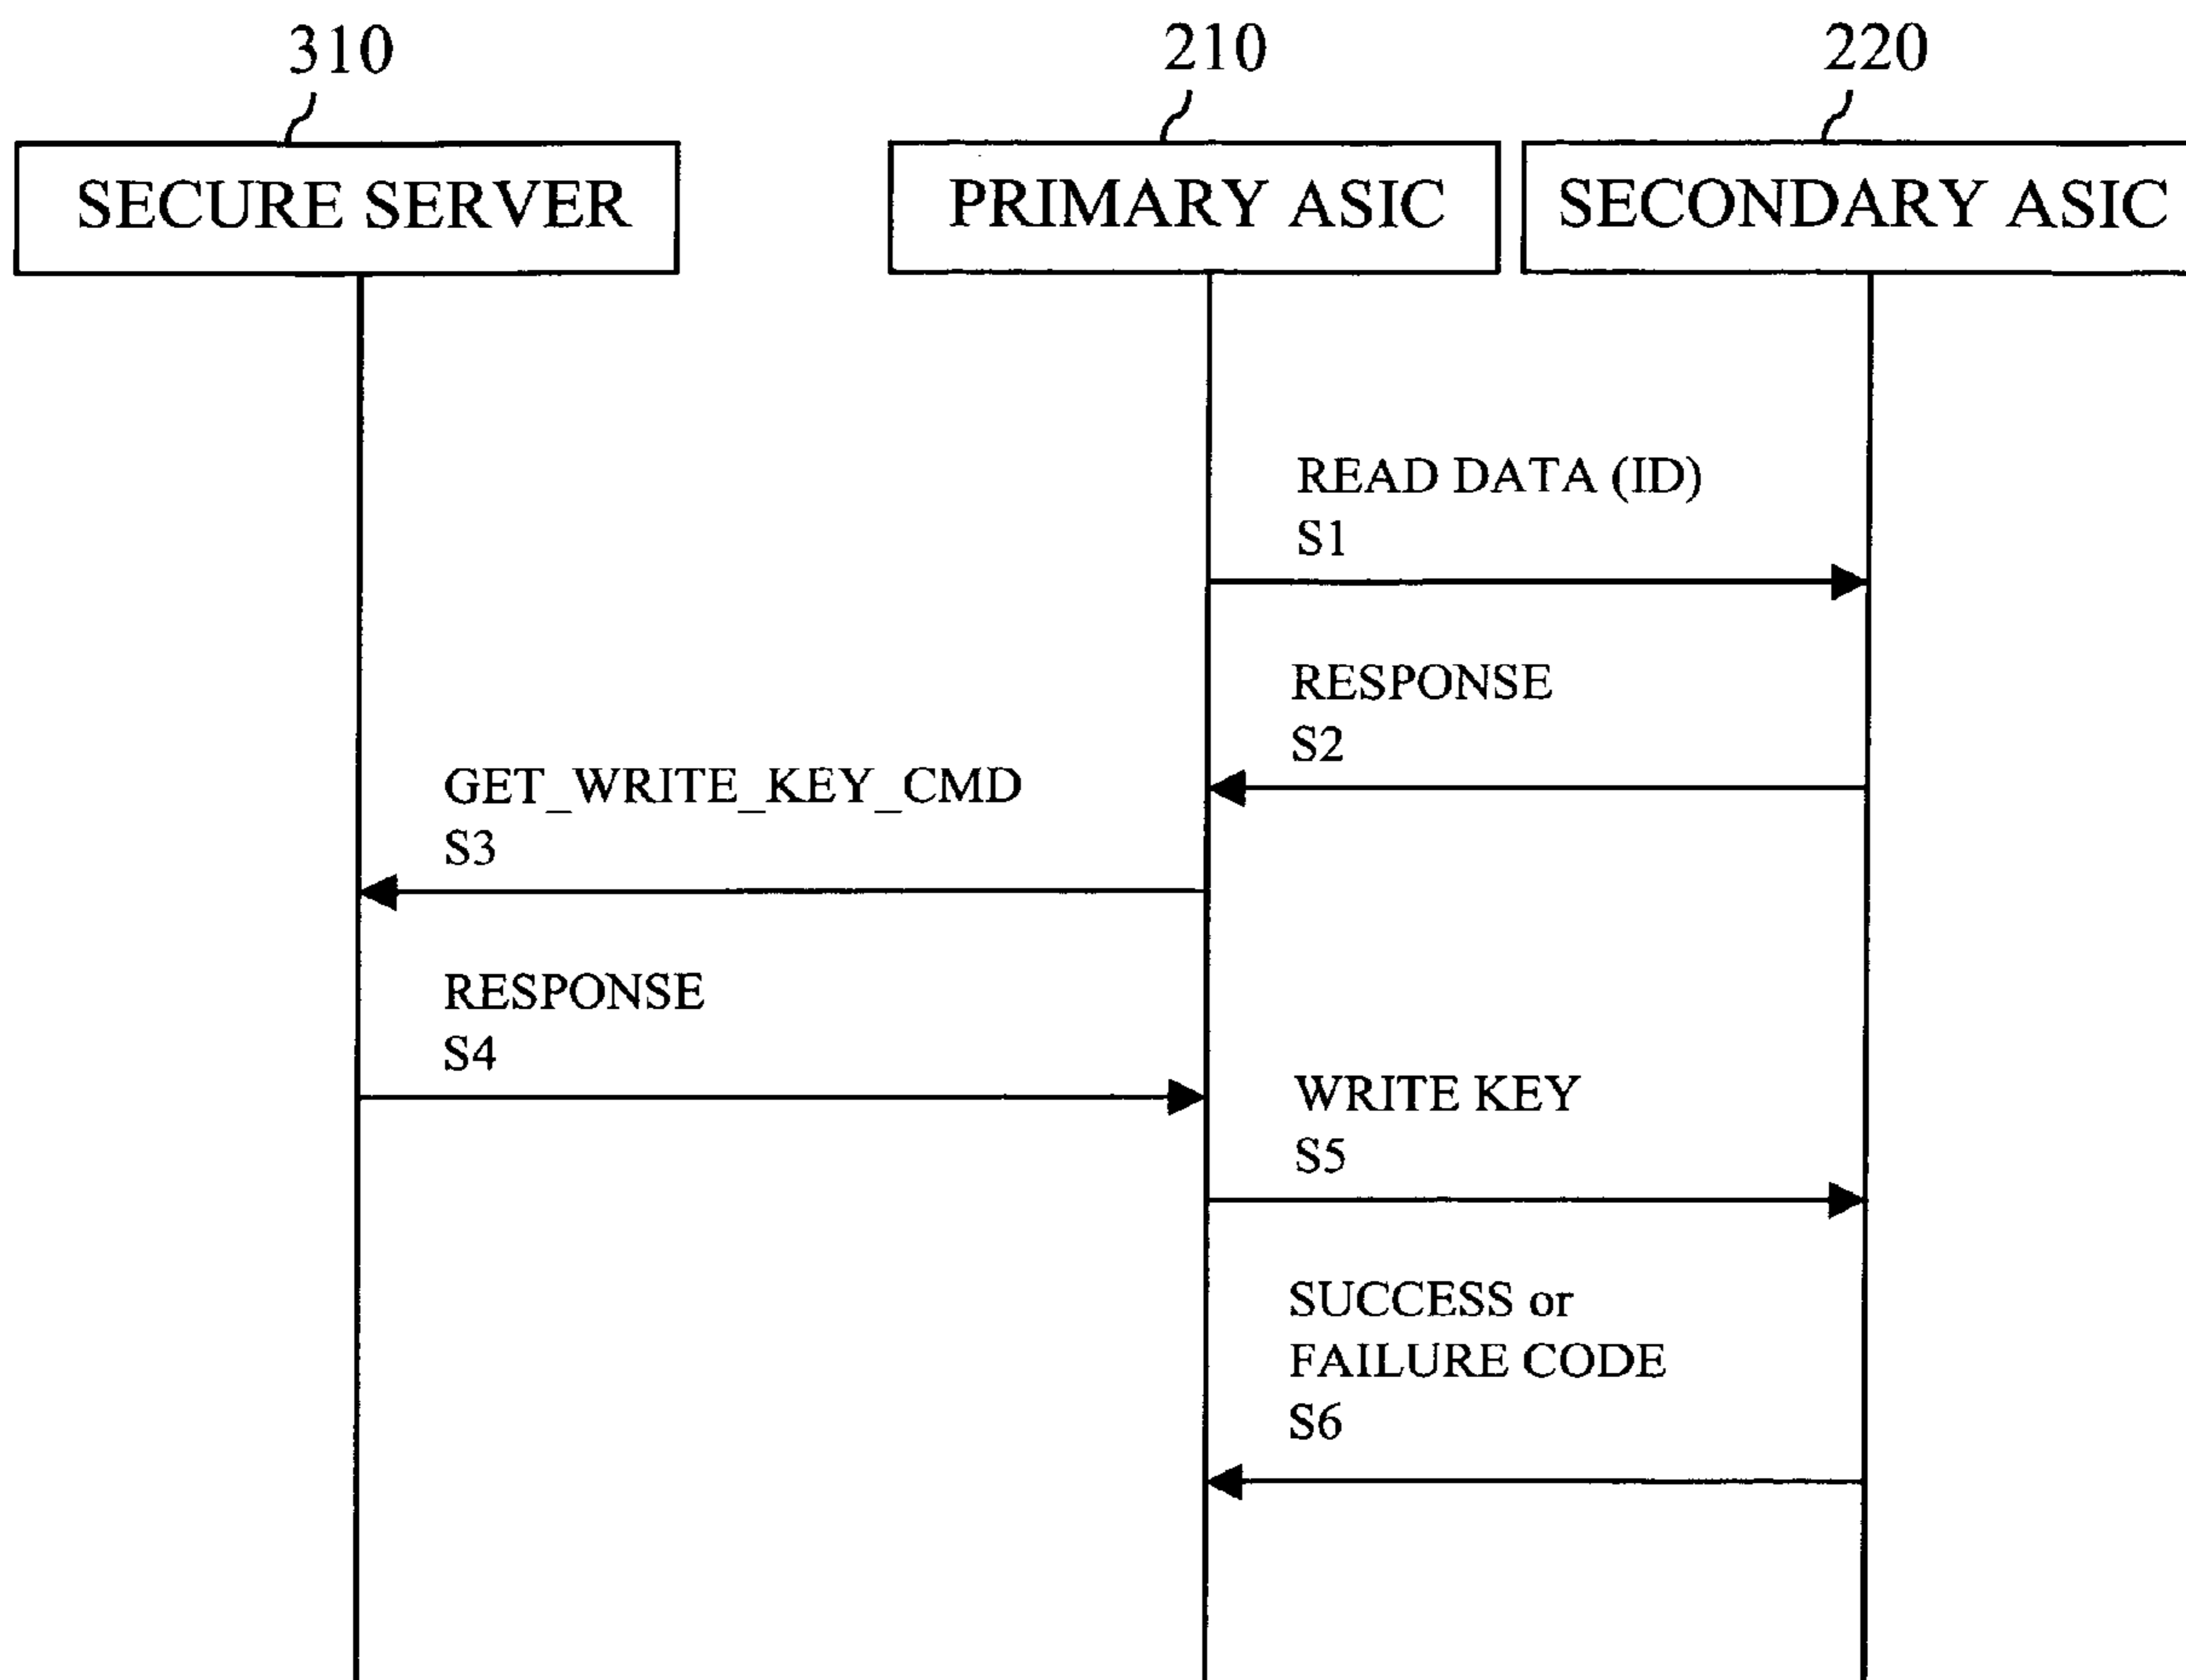 310
210
220
SECURE SERVER
PRIMARY ASIC
SECONDARY ASIC
READ DATA (ID)
S1
RESPONSE
S2
GET_WRITE_KEY_CMD
S3
RESPONSE
S4
WRITE KEY
S5
SUCCESS or
FAILURE CODE
S6